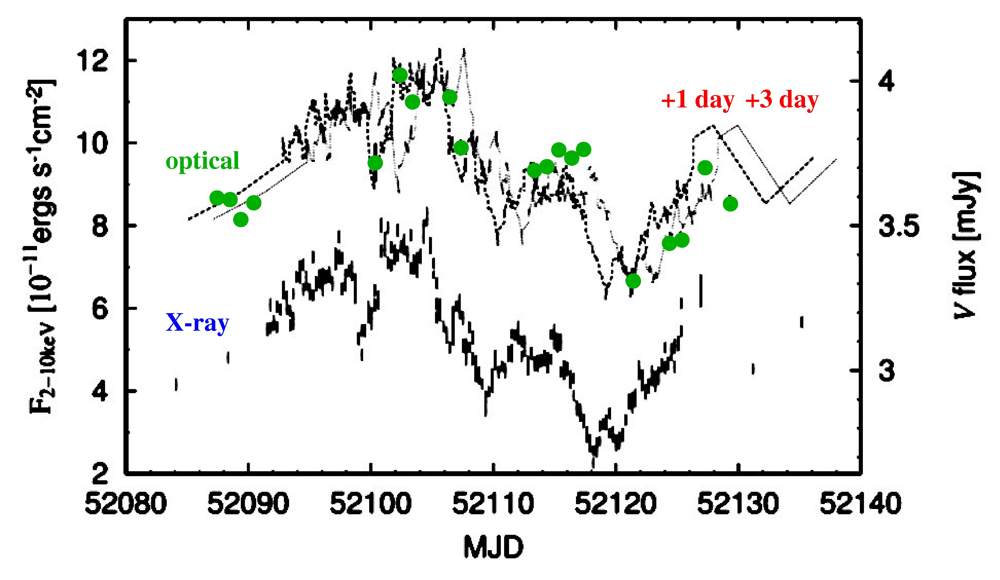 12
10
8
6
4
2
F2−10keV [10−11ergs s-1cm-2]
optical
X-ray
+1 day +3 day
4
3.5
3
V flux [mJy]
52080 52090 52100 52110 52120 52130 52140
MJD